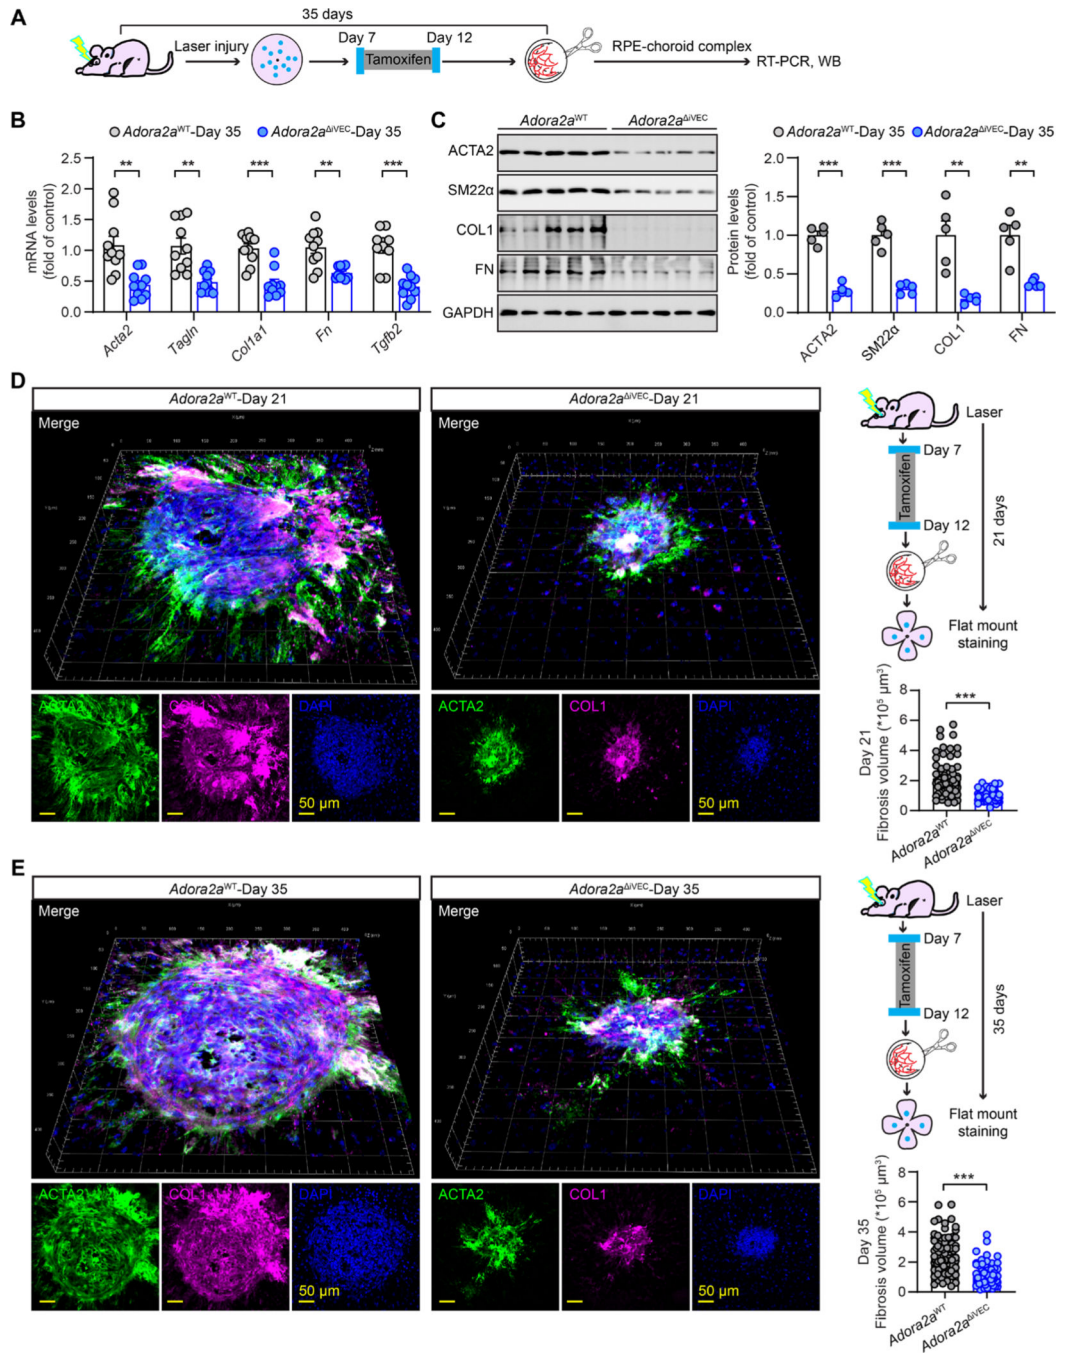 A
35 days
Laser injury
Day 7
Day 12
Tamoxifen
RPE-choroid complex
RT-PCR, WB
B
Adora2aWT-Day 35
Adora2aΔiVEC-Day 35
mRNA levels
(fold of control)
2.5
2.0
1.5
1.0
0.5
0.0
** ** *** ** ***
Acta2
Tagln
Col1a1
Fn
Tgfb2
C
Adora2aWT
Adora2aΔiVEC
ACTA2
SM22α
COL1
FN
GAPDH
Adora2aWT-Day 35
Adora2aΔiVEC-Day 35
Protein levels
(fold of control)
2.0
1.5
1.0
0.5
0.0
*** *** ** **
ACTA2
SM22α
COL1
FN
D
Adora2aWT-Day 21
Merge
ACTA2
COL1
DAPI
50 μm
Adora2aΔiVEC-Day 21
Merge
ACTA2
COL1
DAPI
50 μm
Laser
Day 7
Tamoxifen
Day 12
21 days
Flat mount
staining
Day 21
Fibrosis volume (*10⁵ μm³)
8
6
4
2
0
***
Adora2aWT
Adora2aΔiVEC
E
Adora2aWT-Day 35
Merge
ACTA2
COL1
DAPI
50 μm
Adora2aΔiVEC-Day 35
Merge
ACTA2
COL1
DAPI
50 μm
Laser
Day 7
Tamoxifen
Day 12
35 days
Flat mount
staining
Day 35
Fibrosis volume (*10⁵ μm³)
8
6
4
2
0
***
Adora2aWT
Adora2aΔiVEC